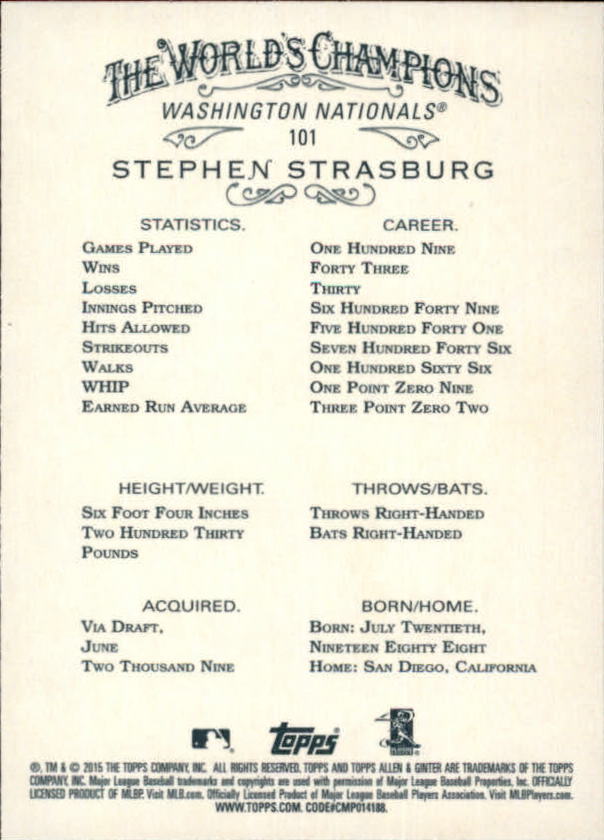 THE WORLD'S CHAMPIONS
WASHINGTON NATIONALS®
101
STEPHEN STRASBURG
STATISTICS. CAREER.
GAMES PLAYED ONE HUNDRED NINE
WINS FORTY THREE
LOSSES THIRTY
INNINGS PITCHED SIX HUNDRED FORTY NINE
HITS ALLOWED FIVE HUNDRED FORTY ONE
STRIKEOUTS SEVEN HUNDRED FORTY SIX
WALKS ONE HUNDRED SIXTY SIX
WHIP ONE POINT ZERO NINE
EARNED RUN AVERAGE THREE POINT ZERO TWO
HEIGHT/WEIGHT. THROWS/BATS.
SIX FOOT FOUR INCHES THROWS RIGHT-HANDED
TWO HUNDRED THIRTY BATS RIGHT-HANDED
POUNDS
ACQUIRED. BORN/HOME.
VIA DRAFT, BORN: JULY TWENTIETH,
JUNE NINETEEN EIGHTY EIGHT
TWO THOUSAND NINE HOME: SAN DIEGO, CALIFORNIA
topps
®, TM & © 2015 THE TOPPS COMPANY, INC. ALL RIGHTS RESERVED. TOPPS AND TOPPS ALLEN & GINTER ARE TRADEMARKS OF THE TOPPS
COMPANY, INC. Major League Baseball trademarks and copyrights are used with permission of Major League Baseball Properties, Inc. OFFICIALLY
LICENSED PRODUCT OF MLBP. Visit MLB.com. Officially Licensed Product of Major League Baseball Players Association. Visit MLBPlayers.com.
WWW.TOPPS.COM. CODE#CMP014188.